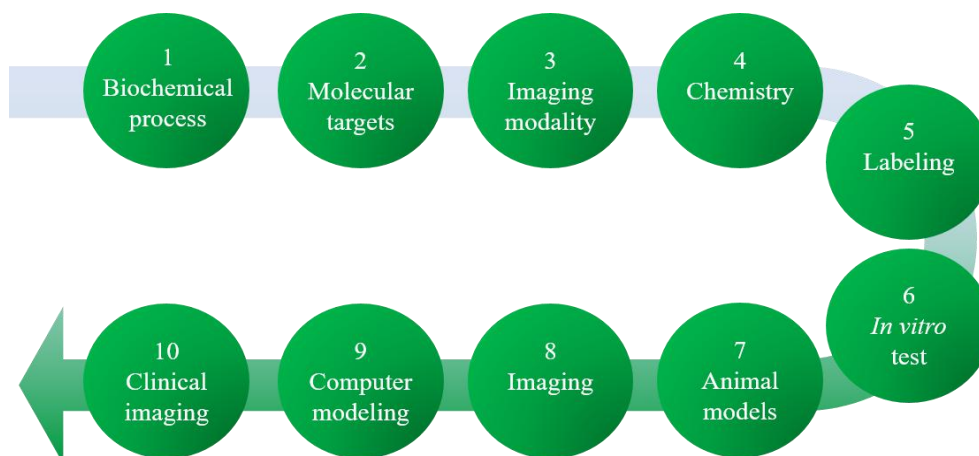 1
Biochemical
process
2
Molecular
targets
3
Imaging
modality
4
Chemistry
5
Labeling
6
In vitro
test
7
Animal
models
8
Imaging
9
Computer
modeling
10
Clinical
imaging